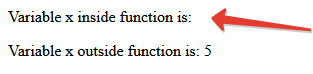 Variable x inside function is:
Variable x outside function is: 5